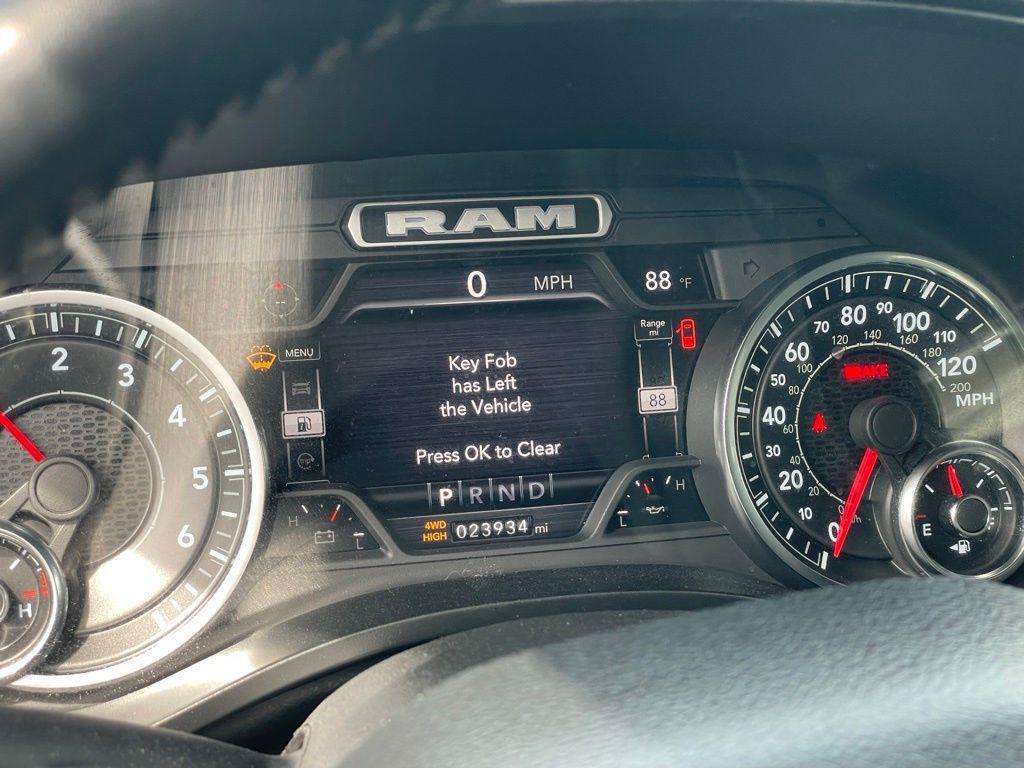 RAM
0 MPH
88 °F
MENU
Range
mi
88
Key Fob
has Left
the Vehicle
Press OK to Clear
P R N D
4WD
HIGH
023934 mi
H
L
H
L
2
3
4
5
6
H
0
10
20
30
40
50
60
70
80
90
100
110
120
MPH
20
40
60
80
100
120
140
160
180
200
BRAKE
E